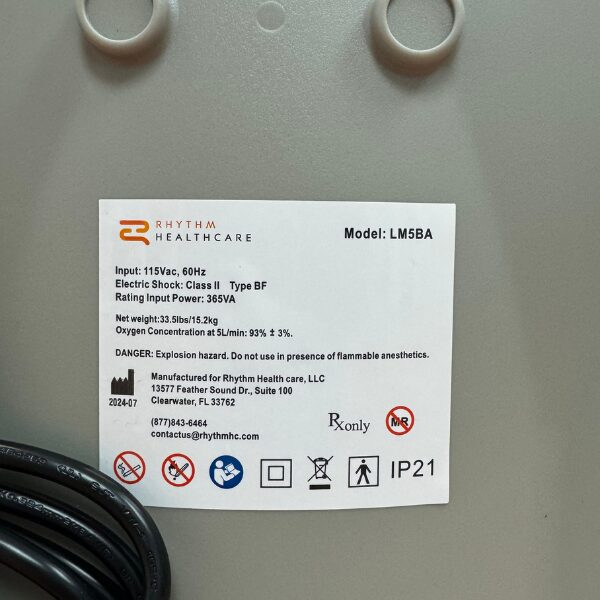 RHYTHM
HEALTHCARE
Model: LM5BA
Input: 115Vac, 60Hz
Electric Shock: Class II Type BF
Rating Input Power: 365VA
Net weight:33.5lbs/15.2kg
Oxygen Concentration at 5L/min: 93% ± 3%.
DANGER: Explosion hazard. Do not use in presence of flammable anesthetics.
Manufactured for Rhythm Health care, LLC
13577 Feather Sound Dr., Suite 100
Clearwater, FL 33762
2024-07
(877)843-6464
contactus@rhythmhc.com
Rxonly
MR
IP21